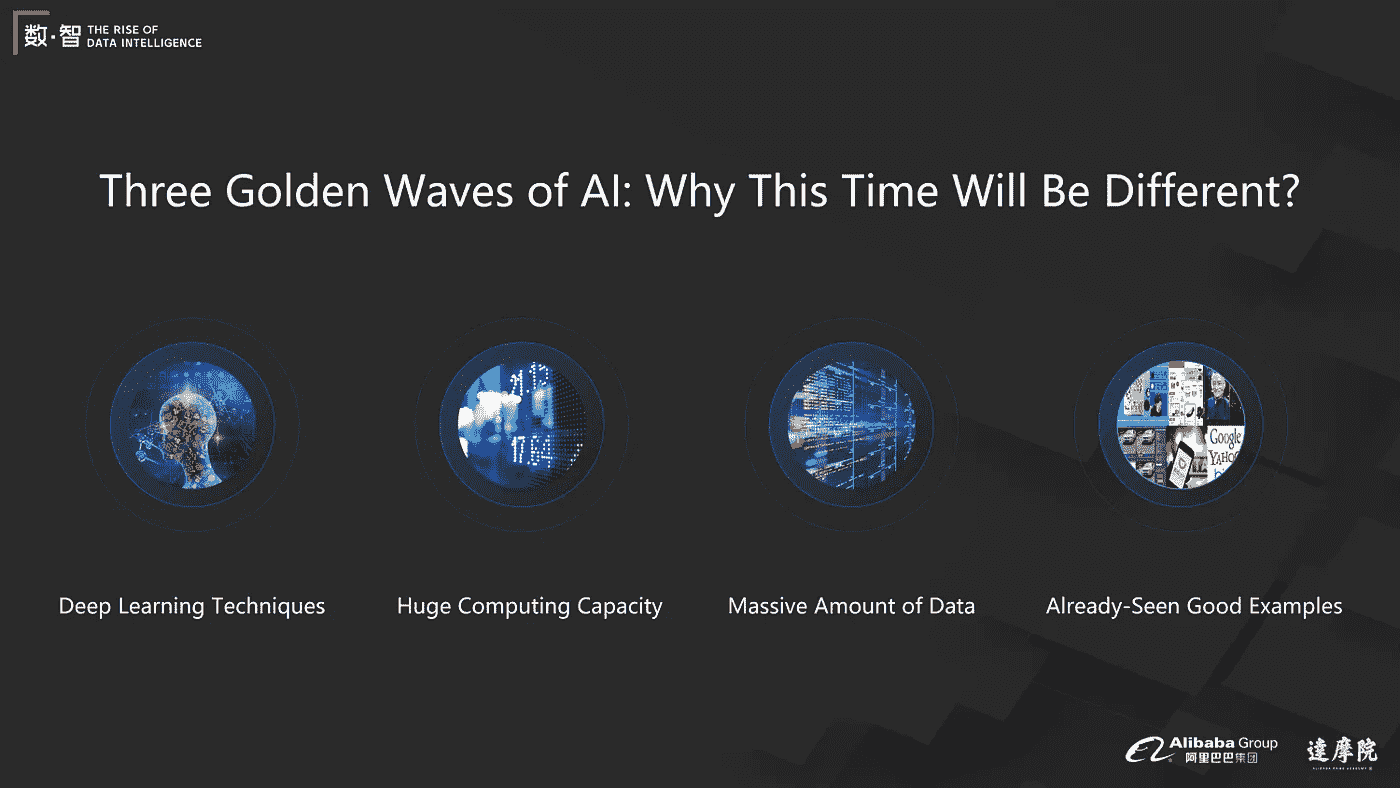 数·智 THE RISE OF
DATA INTELLIGENCE
Three Golden Waves of AI: Why This Time Will Be Different?
21.13
17.64
Google
YAHOO
Deep Learning Techniques
Huge Computing Capacity
Massive Amount of Data
Already-Seen Good Examples
Alibaba Group
阿里巴巴集团
達摩院